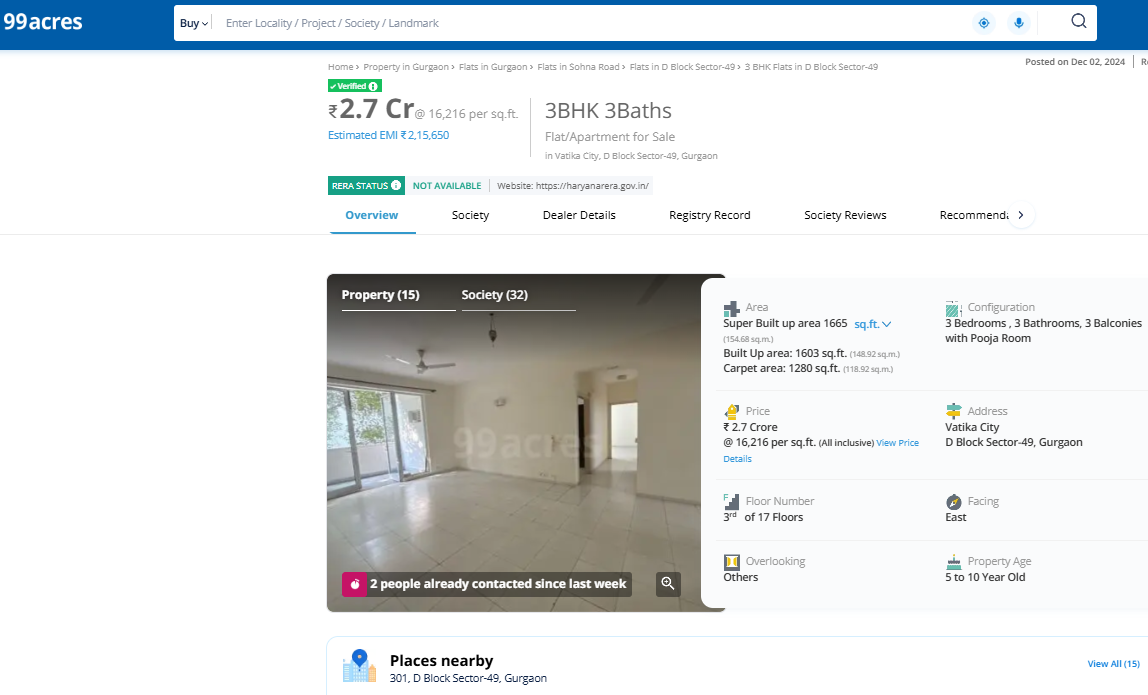 99acres
Buy
Enter Locality / Project / Society / Landmark
Home > Property in Gurgaon > Flats in Gurgaon > Flats in Sohna Road > Flats in D Block Sector-49 > 3 BHK Flats in D Block Sector-49
Posted on Dec 02, 2024
Verified
₹2.7 Cr @ 16,216 per sq.ft.
Estimated EMI ₹2,15,650
3BHK 3Baths
Flat/Apartment for Sale
in Vatika City, D Block Sector-49, Gurgaon
RERA STATUS NOT AVAILABLE Website: https://haryanarera.gov.in/
Overview Society Dealer Details Registry Record Society Reviews Recommenda
Property (15) Society (32)
99acres
2 people already contacted since last week
Area
Super Built up area 1665 sq.ft.
(154.68 sq.m.)
Built Up area: 1603 sq.ft. (148.92 sq.m.)
Carpet area: 1280 sq.ft. (118.92 sq.m.)
Configuration
3 Bedrooms , 3 Bathrooms, 3 Balconies
with Pooja Room
Price
₹ 2.7 Crore
@ 16,216 per sq.ft. (All inclusive) View Price
Details
Address
Vatika City
D Block Sector-49, Gurgaon
Floor Number
3rd of 17 Floors
Facing
East
Overlooking
Others
Property Age
5 to 10 Year Old
Places nearby
301, D Block Sector-49, Gurgaon
View All (15)